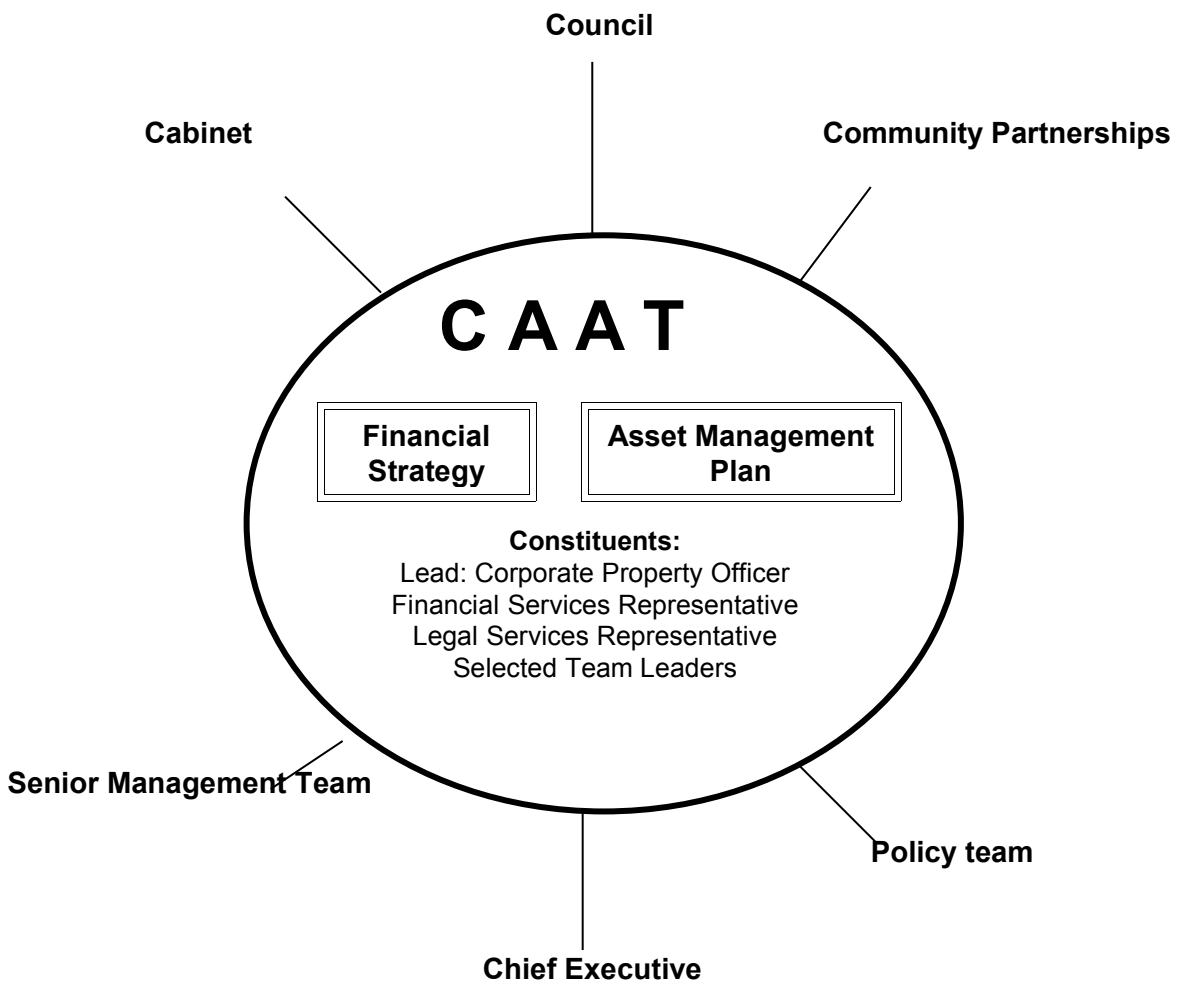 Council
Cabinet
Community Partnerships
C A A T
Financial
Strategy
Asset Management
Plan
Constituents:
Lead: Corporate Property Officer
Financial Services Representative
Legal Services Representative
Selected Team Leaders
Senior Management Team
Policy team
Chief Executive